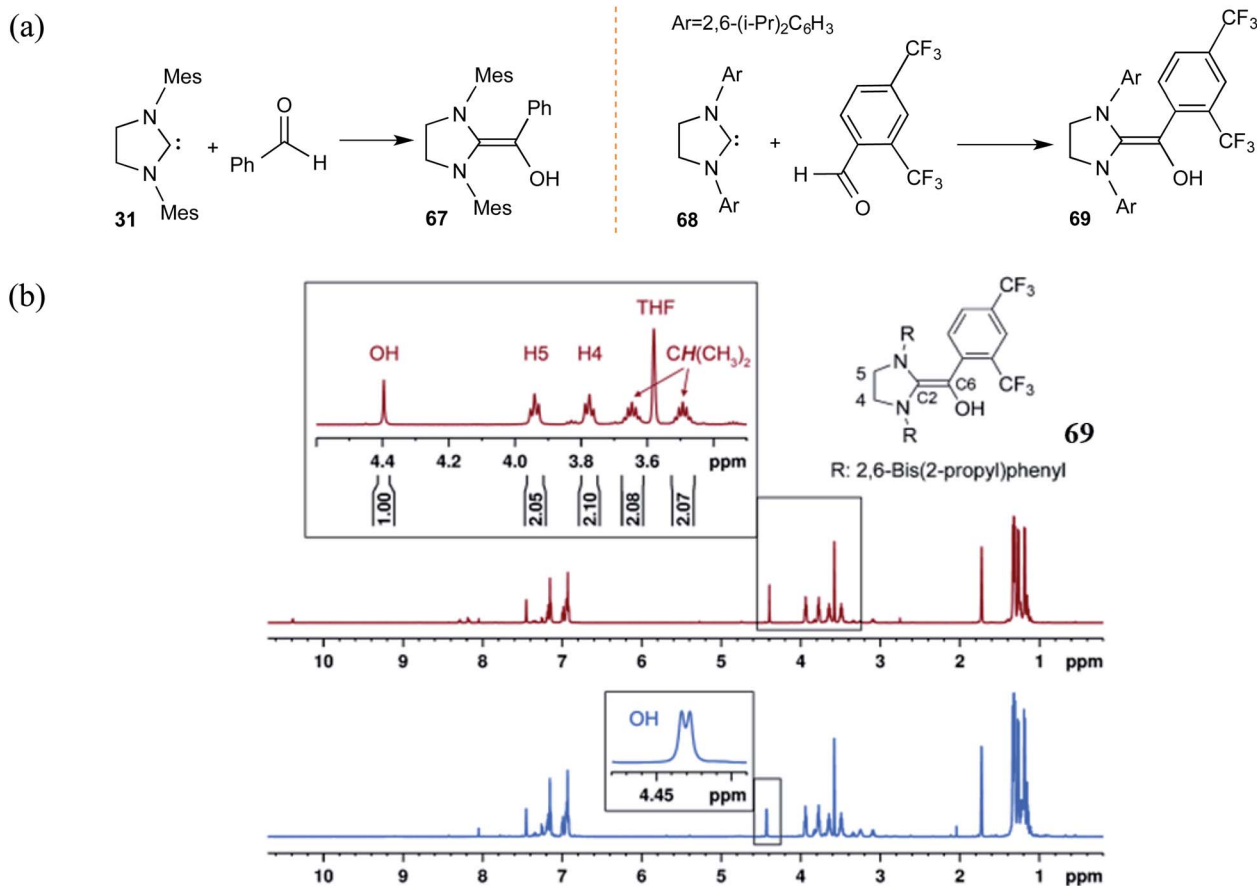 (a)
Ar=2,6-(i-Pr)₂C₆H₃
Mes
N
:
N
Mes
31
+
O
Ph
H
Mes
N
Ph
OH
N
Mes
67
Ar
N
:
N
Ar
68
+
CF₃
CF₃
H
O
CF₃
Ar
N
CF₃
OH
N
Ar
69
(b)
OH
H5
H4
THF
CH(CH₃)₂
4.4 4.2 4.0 3.8 3.6 ppm
1.00 2.05 2.10 2.08 2.07
CF₃
R
N
5
C2
C6
CF₃
4
OH
N
R
69
R: 2,6-Bis(2-propyl)phenyl
10 9 8 7 6 5 4 3 2 1 ppm
OH
4.45 ppm
10 9 8 7 6 5 4 3 2 1 ppm